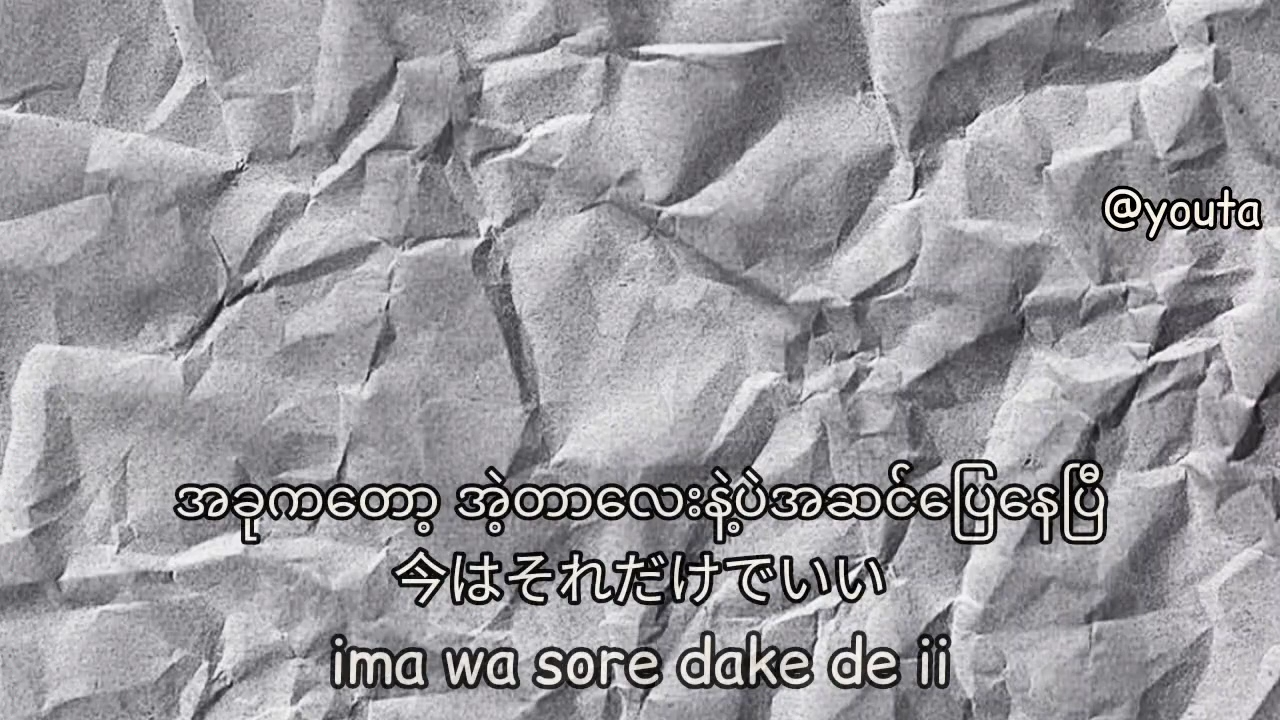 @youta
အခုကတော့ အဲ့တာလေးနဲ့ပဲအဆင်ပြေနေပြီ
今はそれだけでいい
ima wa sore dake de ii